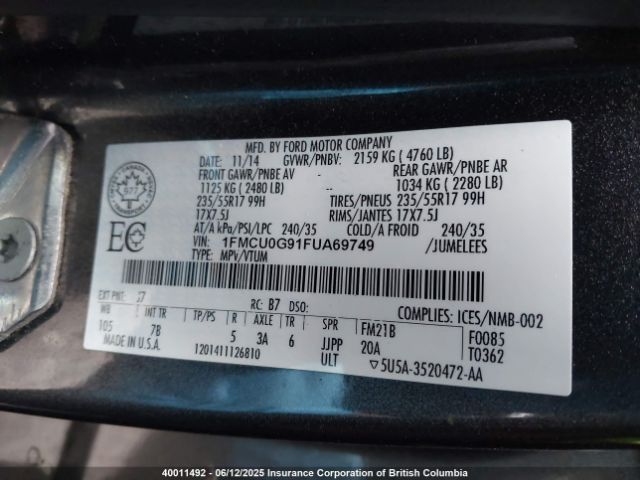 MFD. BY FORD MOTOR COMPANY
DATE: 11/14 GVWR/PNBV: 2159 KG ( 4760 LB)
FRONT GAWR/PNBE AV REAR GAWR/PNBE AR
1125 KG ( 2480 LB) 1034 KG ( 2280 LB)
235/55R17 99H TIRES/PNEUS 235/55R17 99H
17X7.5J RIMS/JANTES 17X7.5J
AT/A kPa/PSI/LPC 240/35 COLD/A FROID 240/35
VIN: 1FMCU0G91FUA69749 /JUMELEES
TYPE: MPV/VTUM
CANADA
977
TRANSPORT
EC
EXT PNT: J7 RC: B7 DSO: COMPLIES: ICES/NMB-002
WB INT TR TP/PS R AXLE TR SPR FM21B F0085
105 7B 5 3A 6 JJPP 20A T0362
MADE IN U.S.A. 1201411126810 ULT ▽5U5A-3520472-AA
40011492 - 06/12/2025 Insurance Corporation of British Columbia